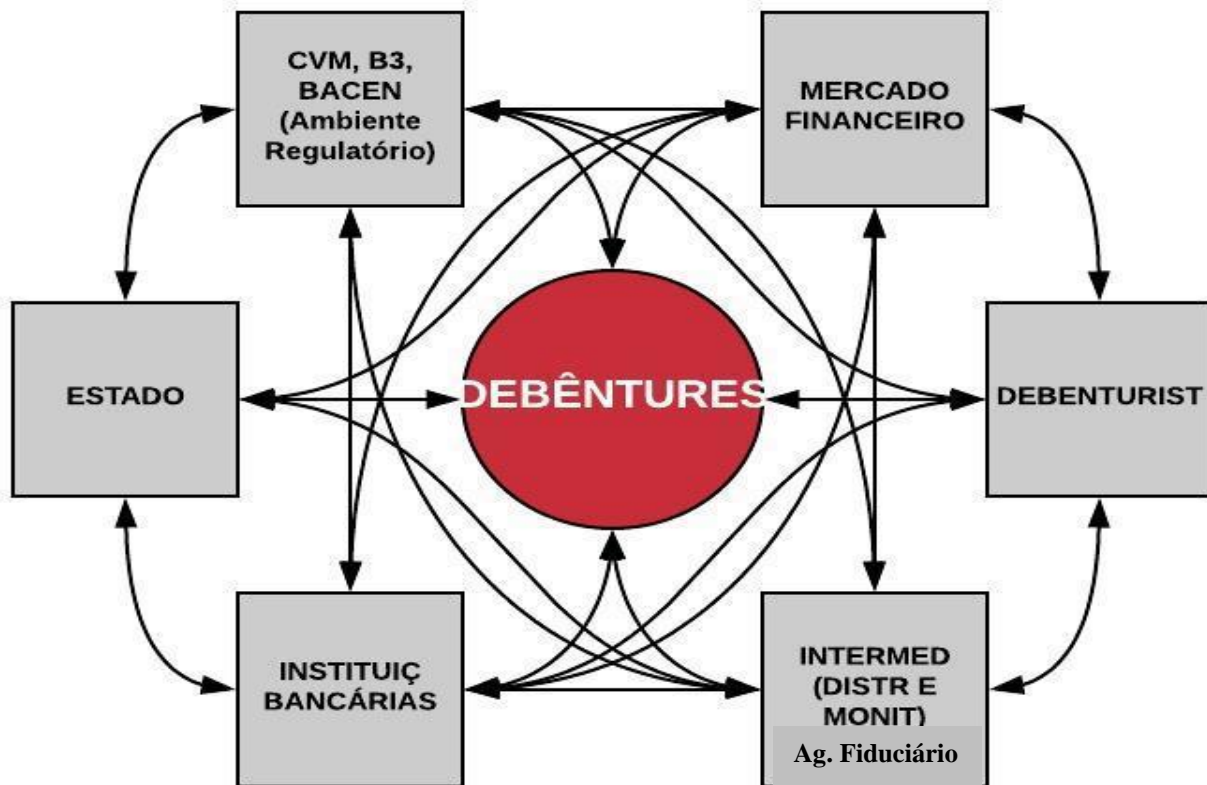 CVM, B3,
BACEN
(Ambiente
Regulatório)
MERCADO
FINANCEIRO
ESTADO
DEBÊNTURES
DEBENTURIST
INSTITUIÇ
BANCÁRIAS
INTERMED
(DISTR E
MONIT)
Ag. Fiduciário